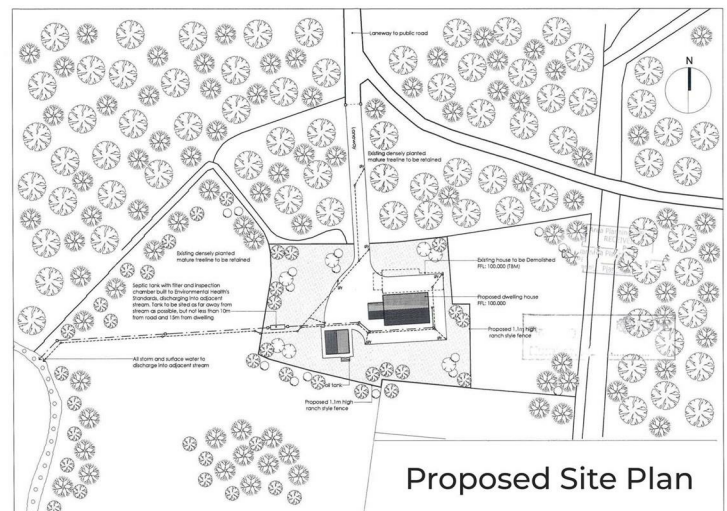 Laneway to public road
N
Laneway
Existing densely planted
mature treeline to be retained
Existing densely planted
mature treeline to be retained
Existing house to be Demolished
FFL: 100.000 (TBM)
Septic tank with filter and inspection
chamber built to Environmental Health's
Standards, discharging into adjacent
stream. Tank to be sited as far away from
stream as possible, but not less than 10m
from road and 15m from dwelling
Proposed dwelling house
FFL: 100.000
Proposed 1.1m high
ranch style fence
All storm and surface water to
discharge into adjacent stream
oil tank
Proposed 1.1m high
ranch style fence
Proposed Site Plan